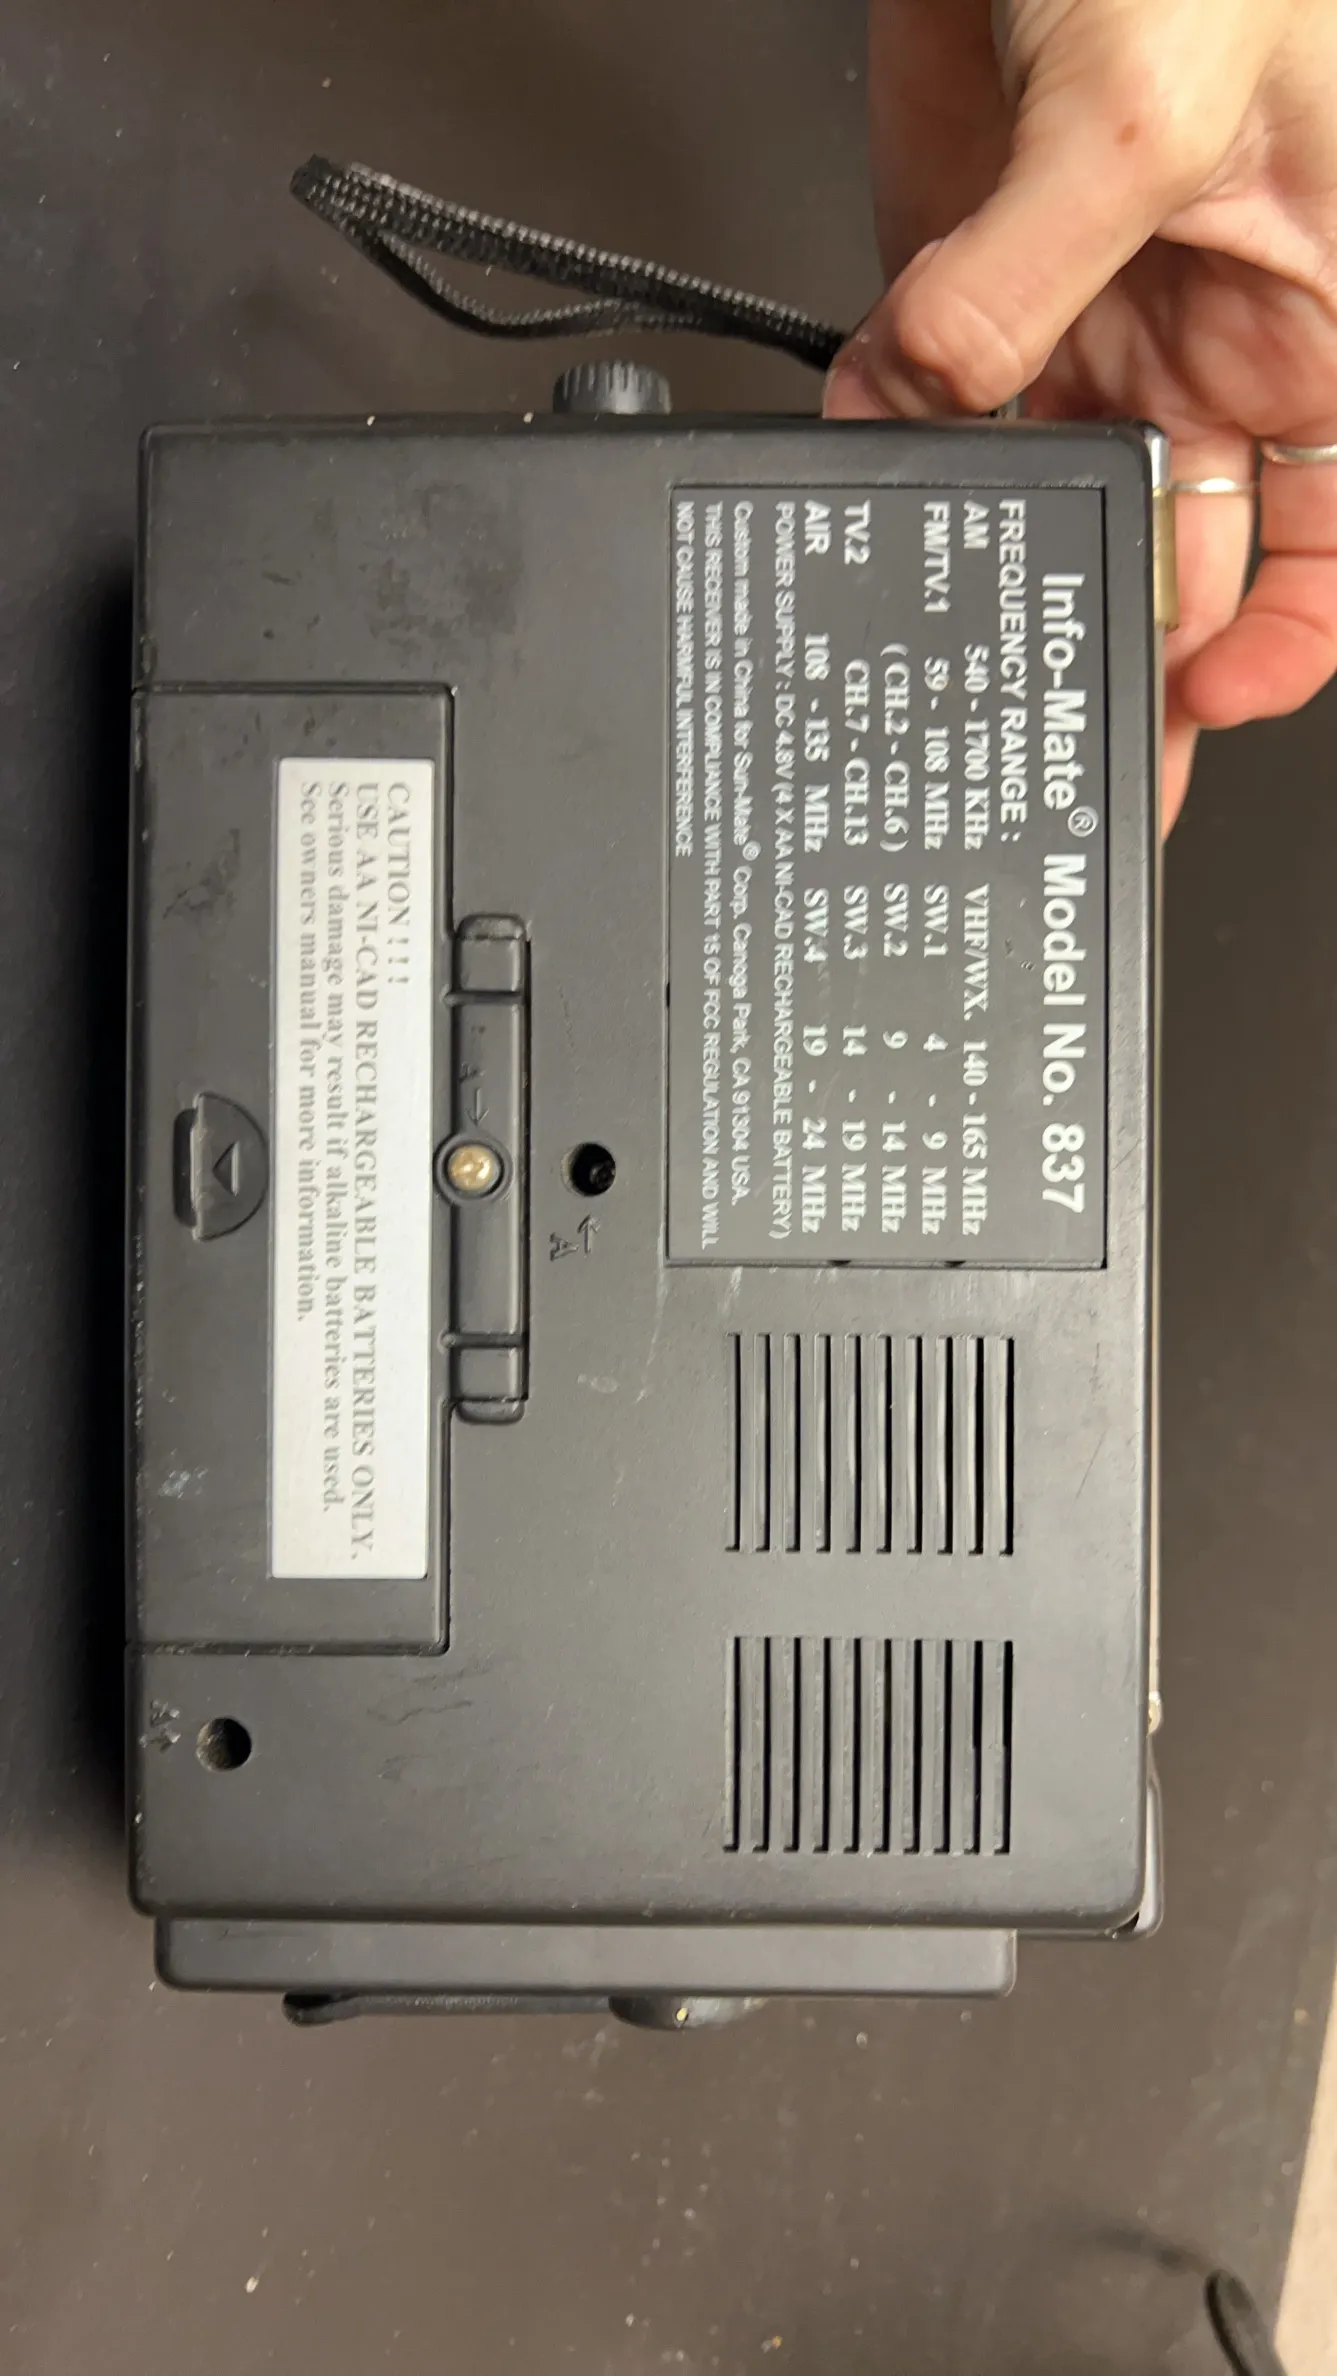 Info-Mate® Model No. 837
FREQUENCY RANGE :
AM 540 - 1700 KHz VHF/WX. 140 - 165 MHz
FM/TV.1 59 - 108 MHz SW.1 4 - 9 MHz
( CH.2 - CH.6 ) SW.2 9 - 14 MHz
TV.2 CH.7 - CH.13 SW.3 14 - 19 MHz
AIR 108 - 135 MHz SW.4 19 - 24 MHz
POWER SUPPLY : DC 4.8V (4 X AA NI-CAD RECHARGEABLE BATTERY)
Custom made in China for Sun-Mate® Corp. Canoga Park, CA 91304 USA.
THIS RECEIVER IS IN COMPLIANCE WITH PART 15 OF FCC REGULATION AND WILL
NOT CAUSE HARMFUL INTERFERENCE
←A
A→
CAUTION ! ! !
USE AA NI-CAD RECHARGEABLE BATTERIES ONLY.
Serious damage may result if alkaline batteries are used.
See owners manual for more information.